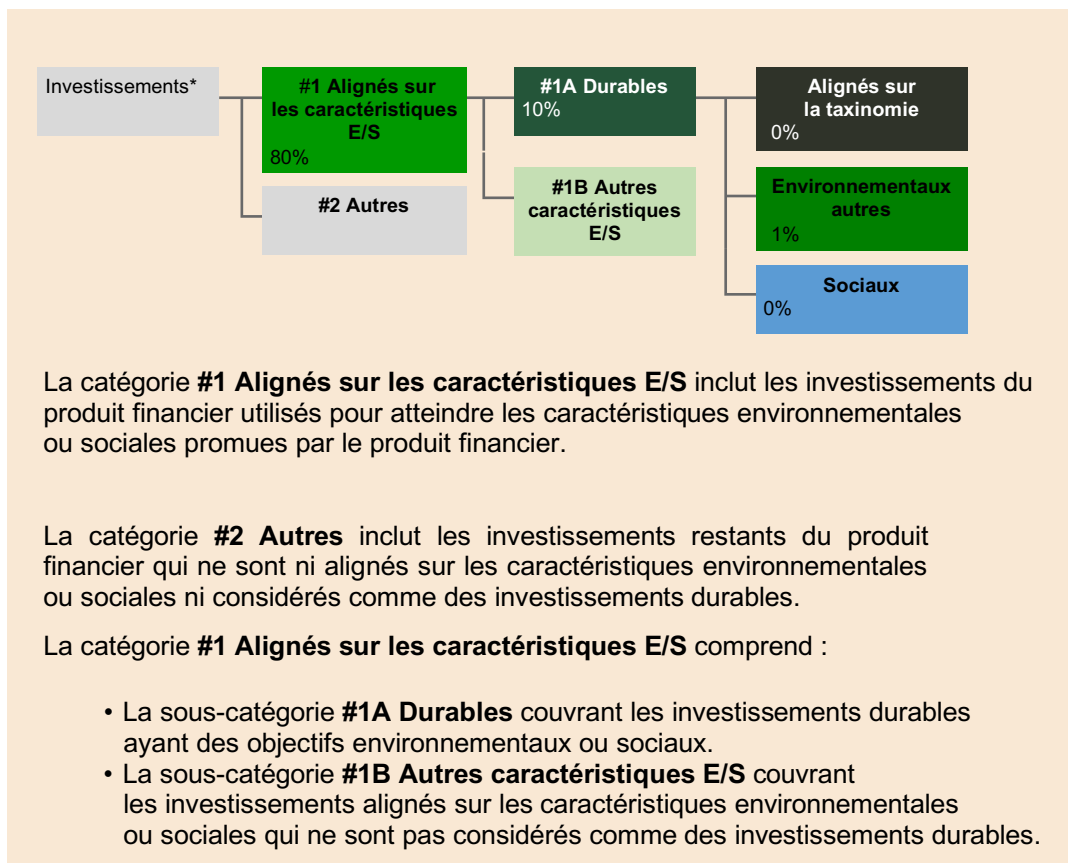 Investissements*
#1 Alignés sur
les caractéristiques
E/S
80%
#2 Autres
#1A Durables
10%
#1B Autres
caractéristiques
E/S
Alignés sur
la taxinomie
0%
Environnementaux
autres
1%
Sociaux
0%
La catégorie #1 Alignés sur les caractéristiques E/S inclut les investissements du
produit financier utilisés pour atteindre les caractéristiques environnementales
ou sociales promues par le produit financier.
La catégorie #2 Autres inclut les investissements restants du produit
financier qui ne sont ni alignés sur les caractéristiques environnementales
ou sociales ni considérés comme des investissements durables.
La catégorie #1 Alignés sur les caractéristiques E/S comprend :
• La sous-catégorie #1A Durables couvrant les investissements durables
ayant des objectifs environnementaux ou sociaux.
• La sous-catégorie #1B Autres caractéristiques E/S couvrant
les investissements alignés sur les caractéristiques environnementales
ou sociales qui ne sont pas considérés comme des investissements durables.